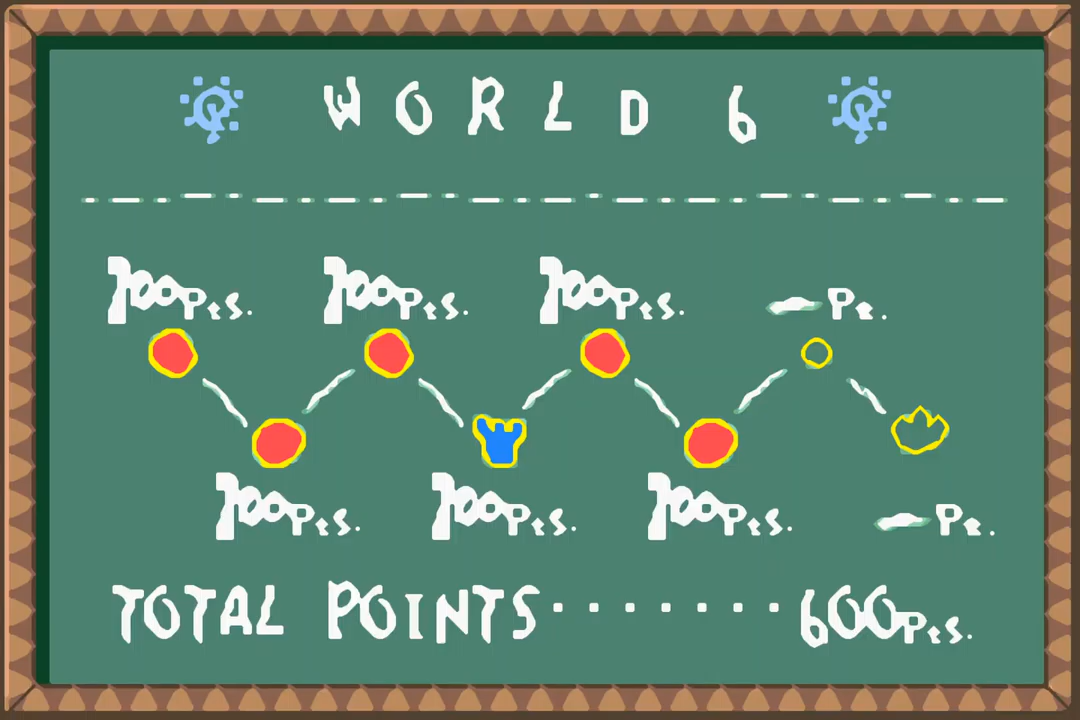 WORLD 6
100Pts. 100Pts. 100Pts. —Pt.
100Pts. 100Pts. 100Pts. —Pt.
TOTAL POINTS·······600Pts.